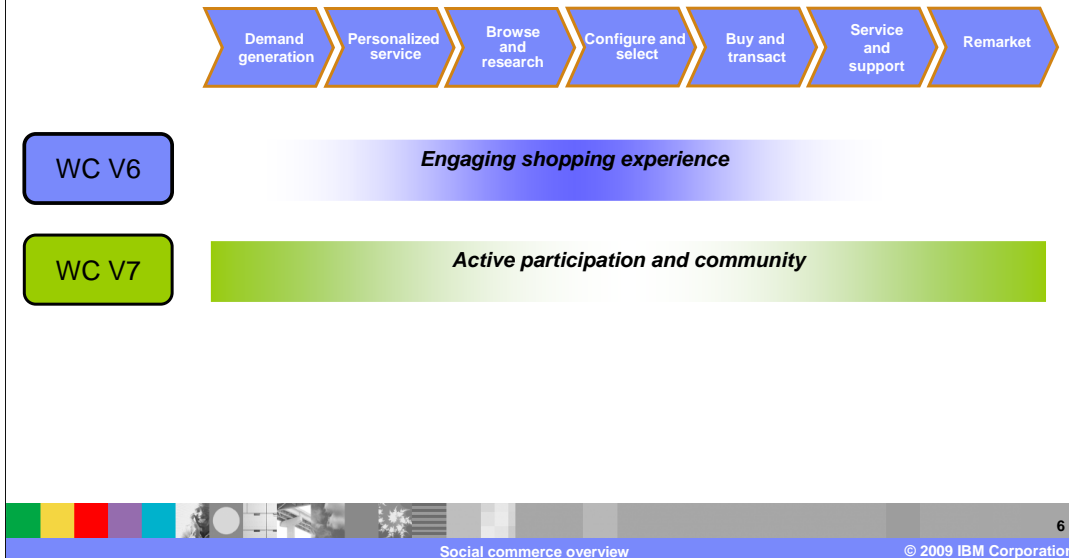 Demand
generation
Personalized
service
Browse
and
research
Configure and
select
Buy and
transact
Service
and
support
Remarket
WC V6
Engaging shopping experience
WC V7
Active participation and community
6
Social commerce overview
© 2009 IBM Corporation